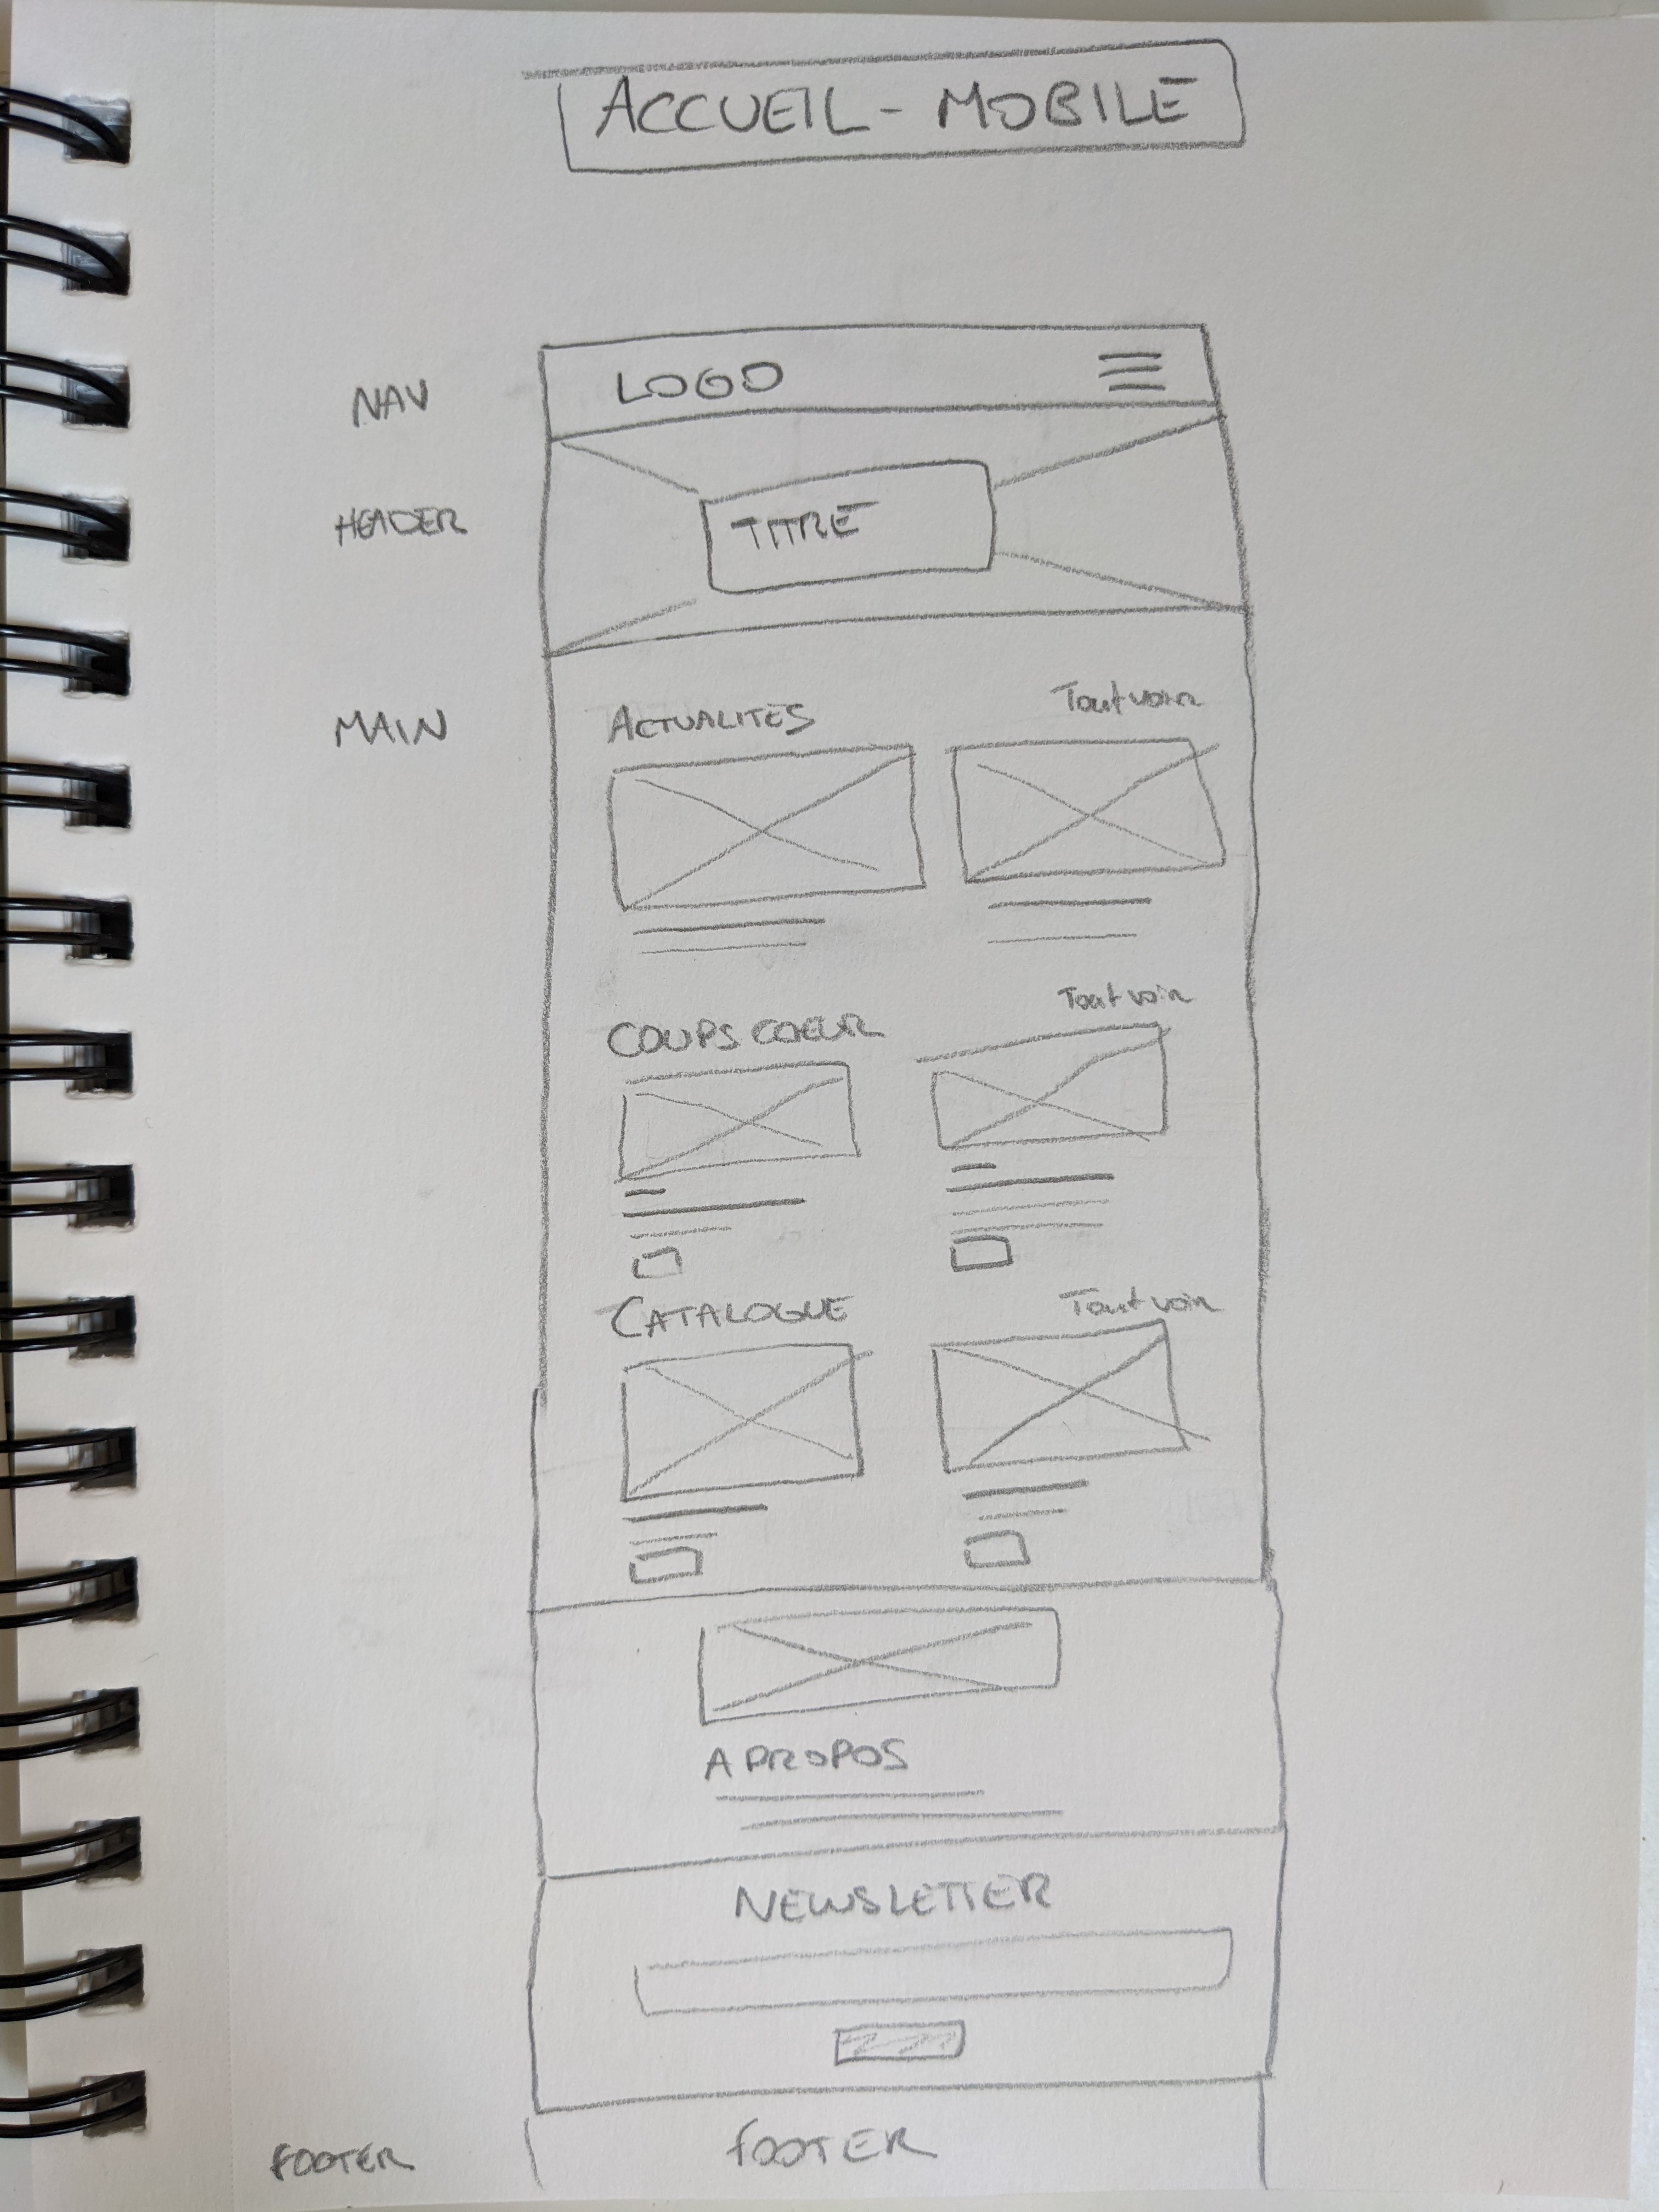 ACCUEIL - MOBILE
NAV
LOGO
HEADER
TITRE
MAIN
ACTUALITES
Tout voir
COUPS COEUR
Tout voir
CATALOGUE
Tout voir
A PROPOS
NEWSLETTER
FOOTER
FOOTER